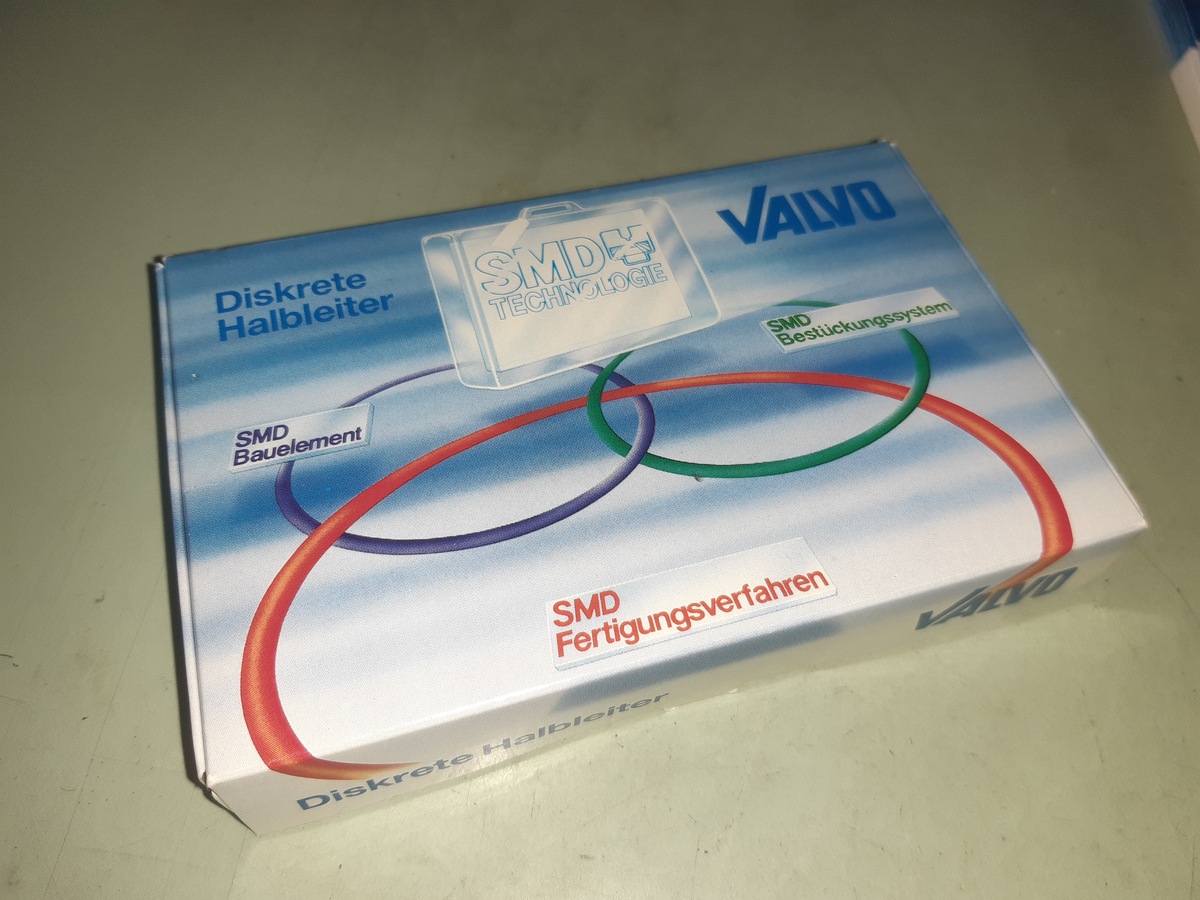 Diskrete
Halbleiter
SMD
TECHNOLOGIE
VALVO
SMD
Bestückungssystem
SMD
Bauelement
SMD
Fertigungsverfahren
Diskrete Halbleiter
VALVO